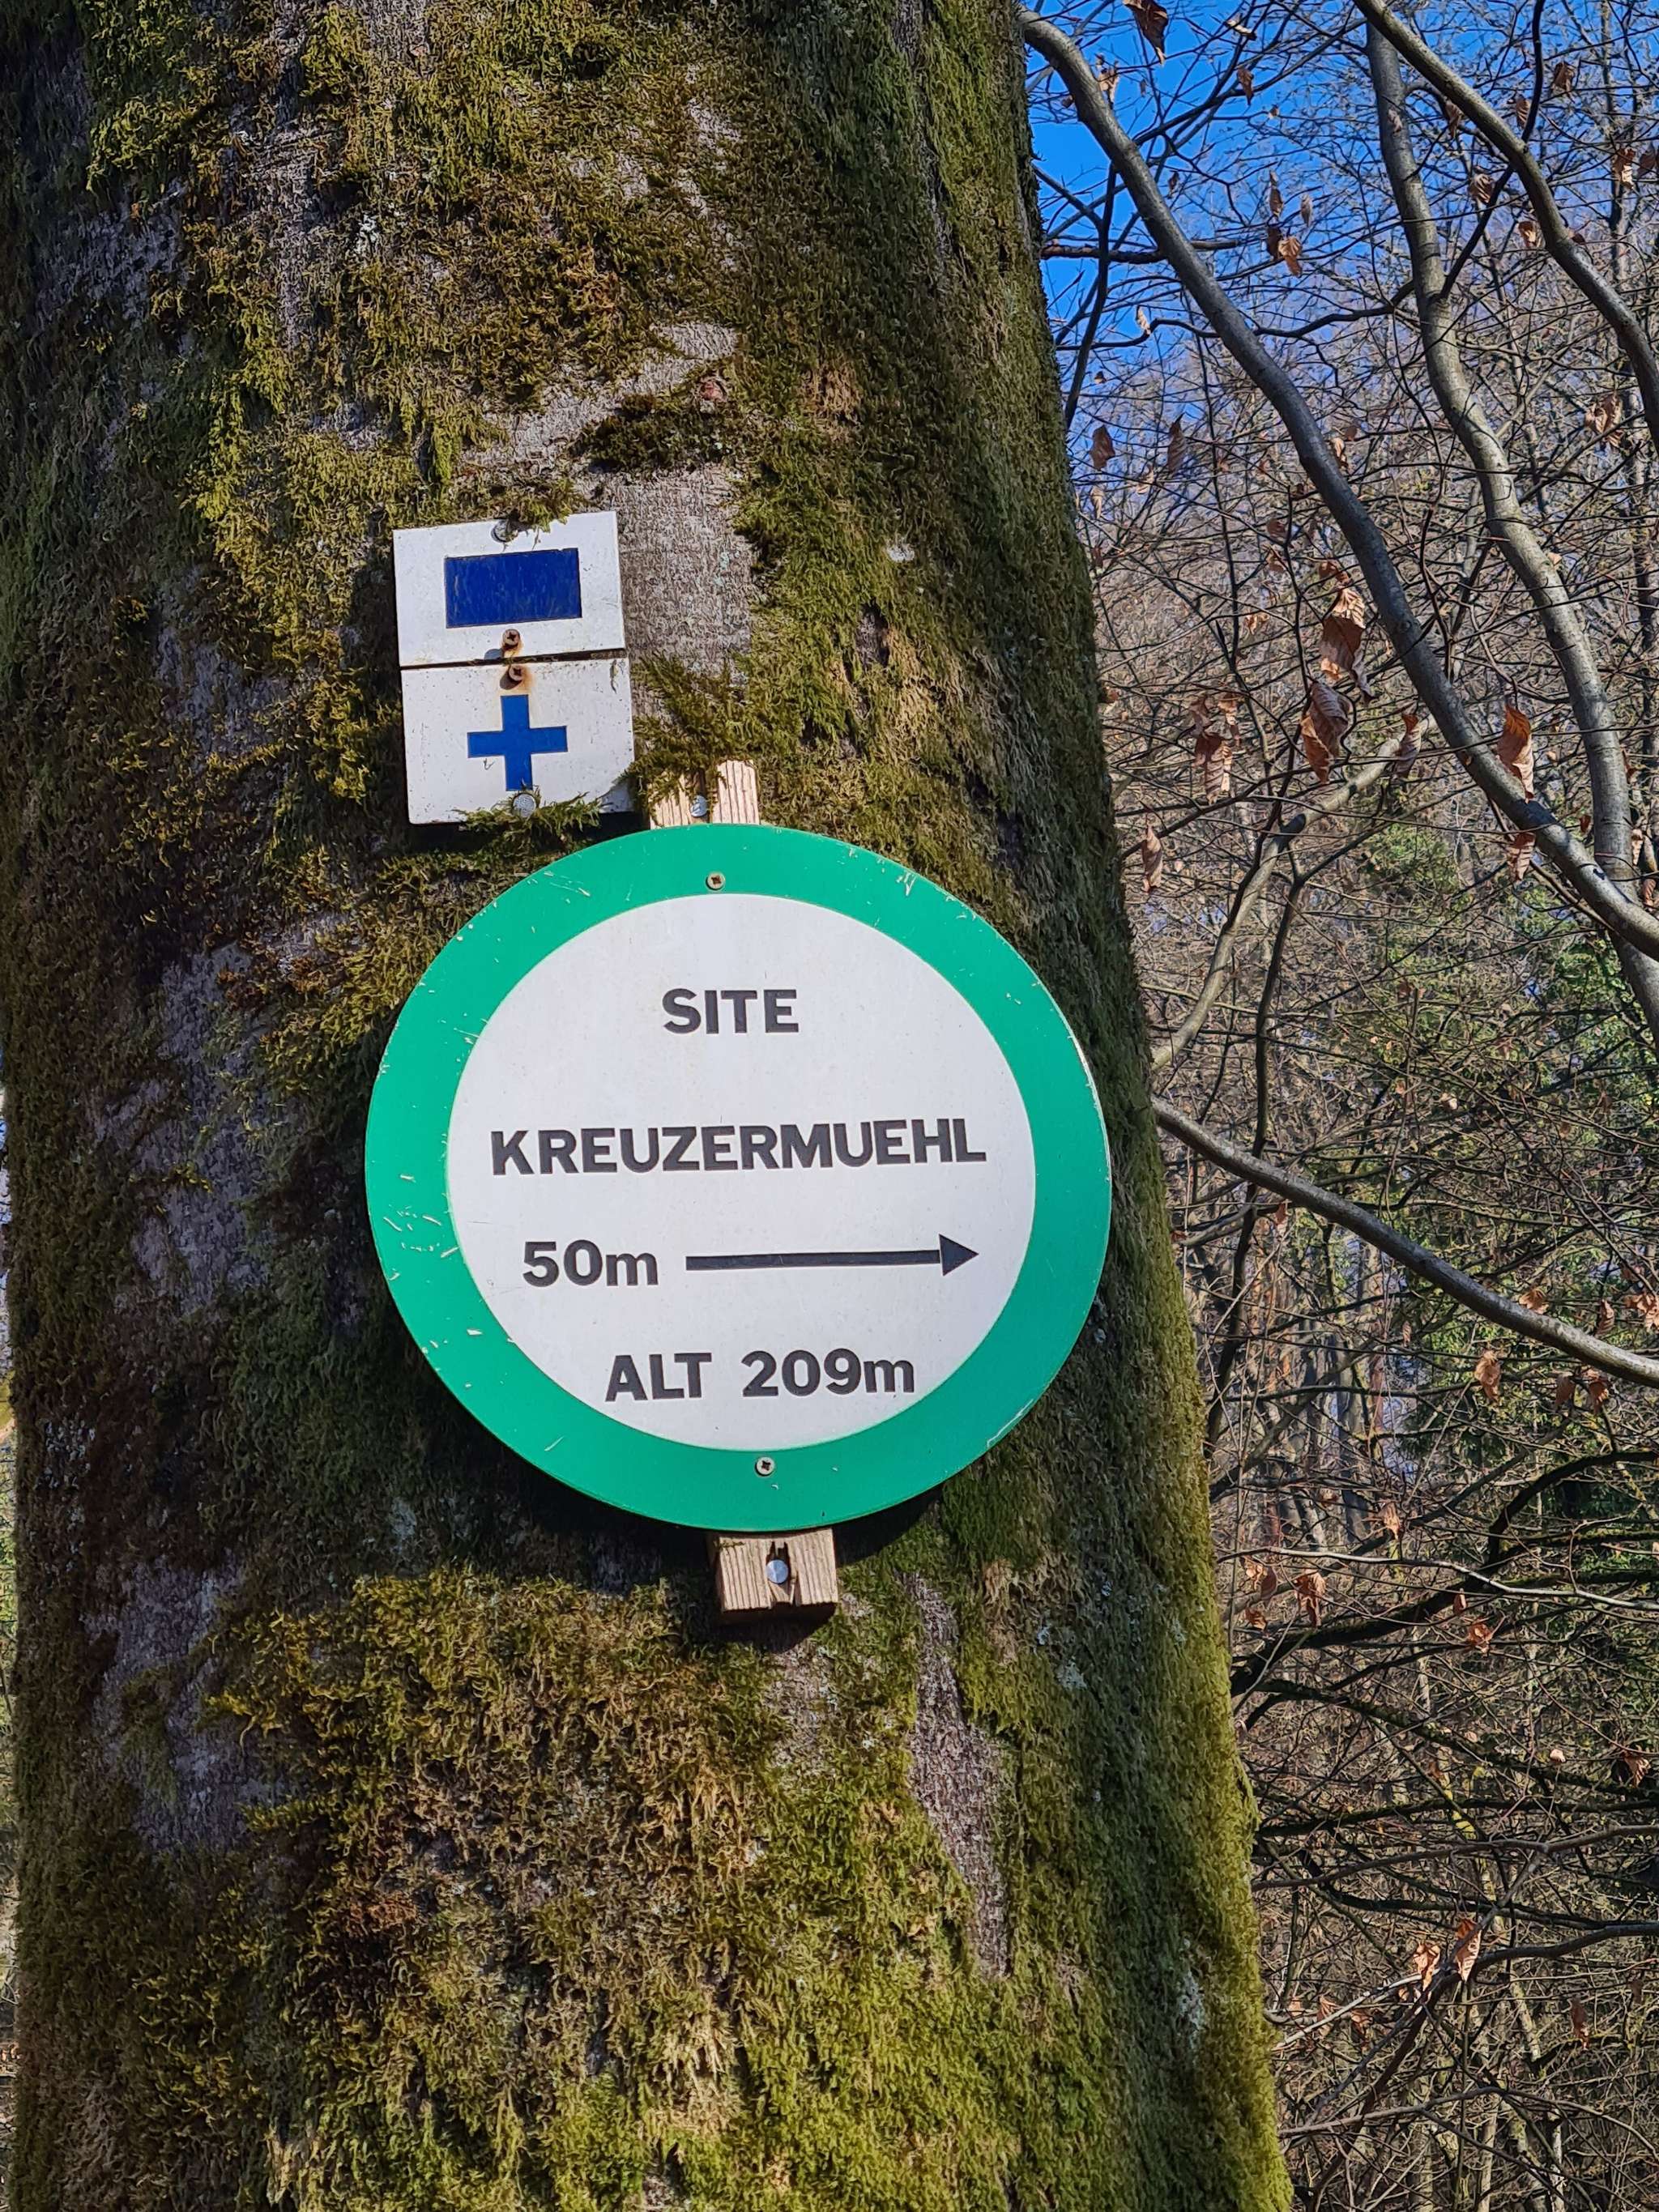 SITE
KREUZERMUEHL
50m
ALT 209m